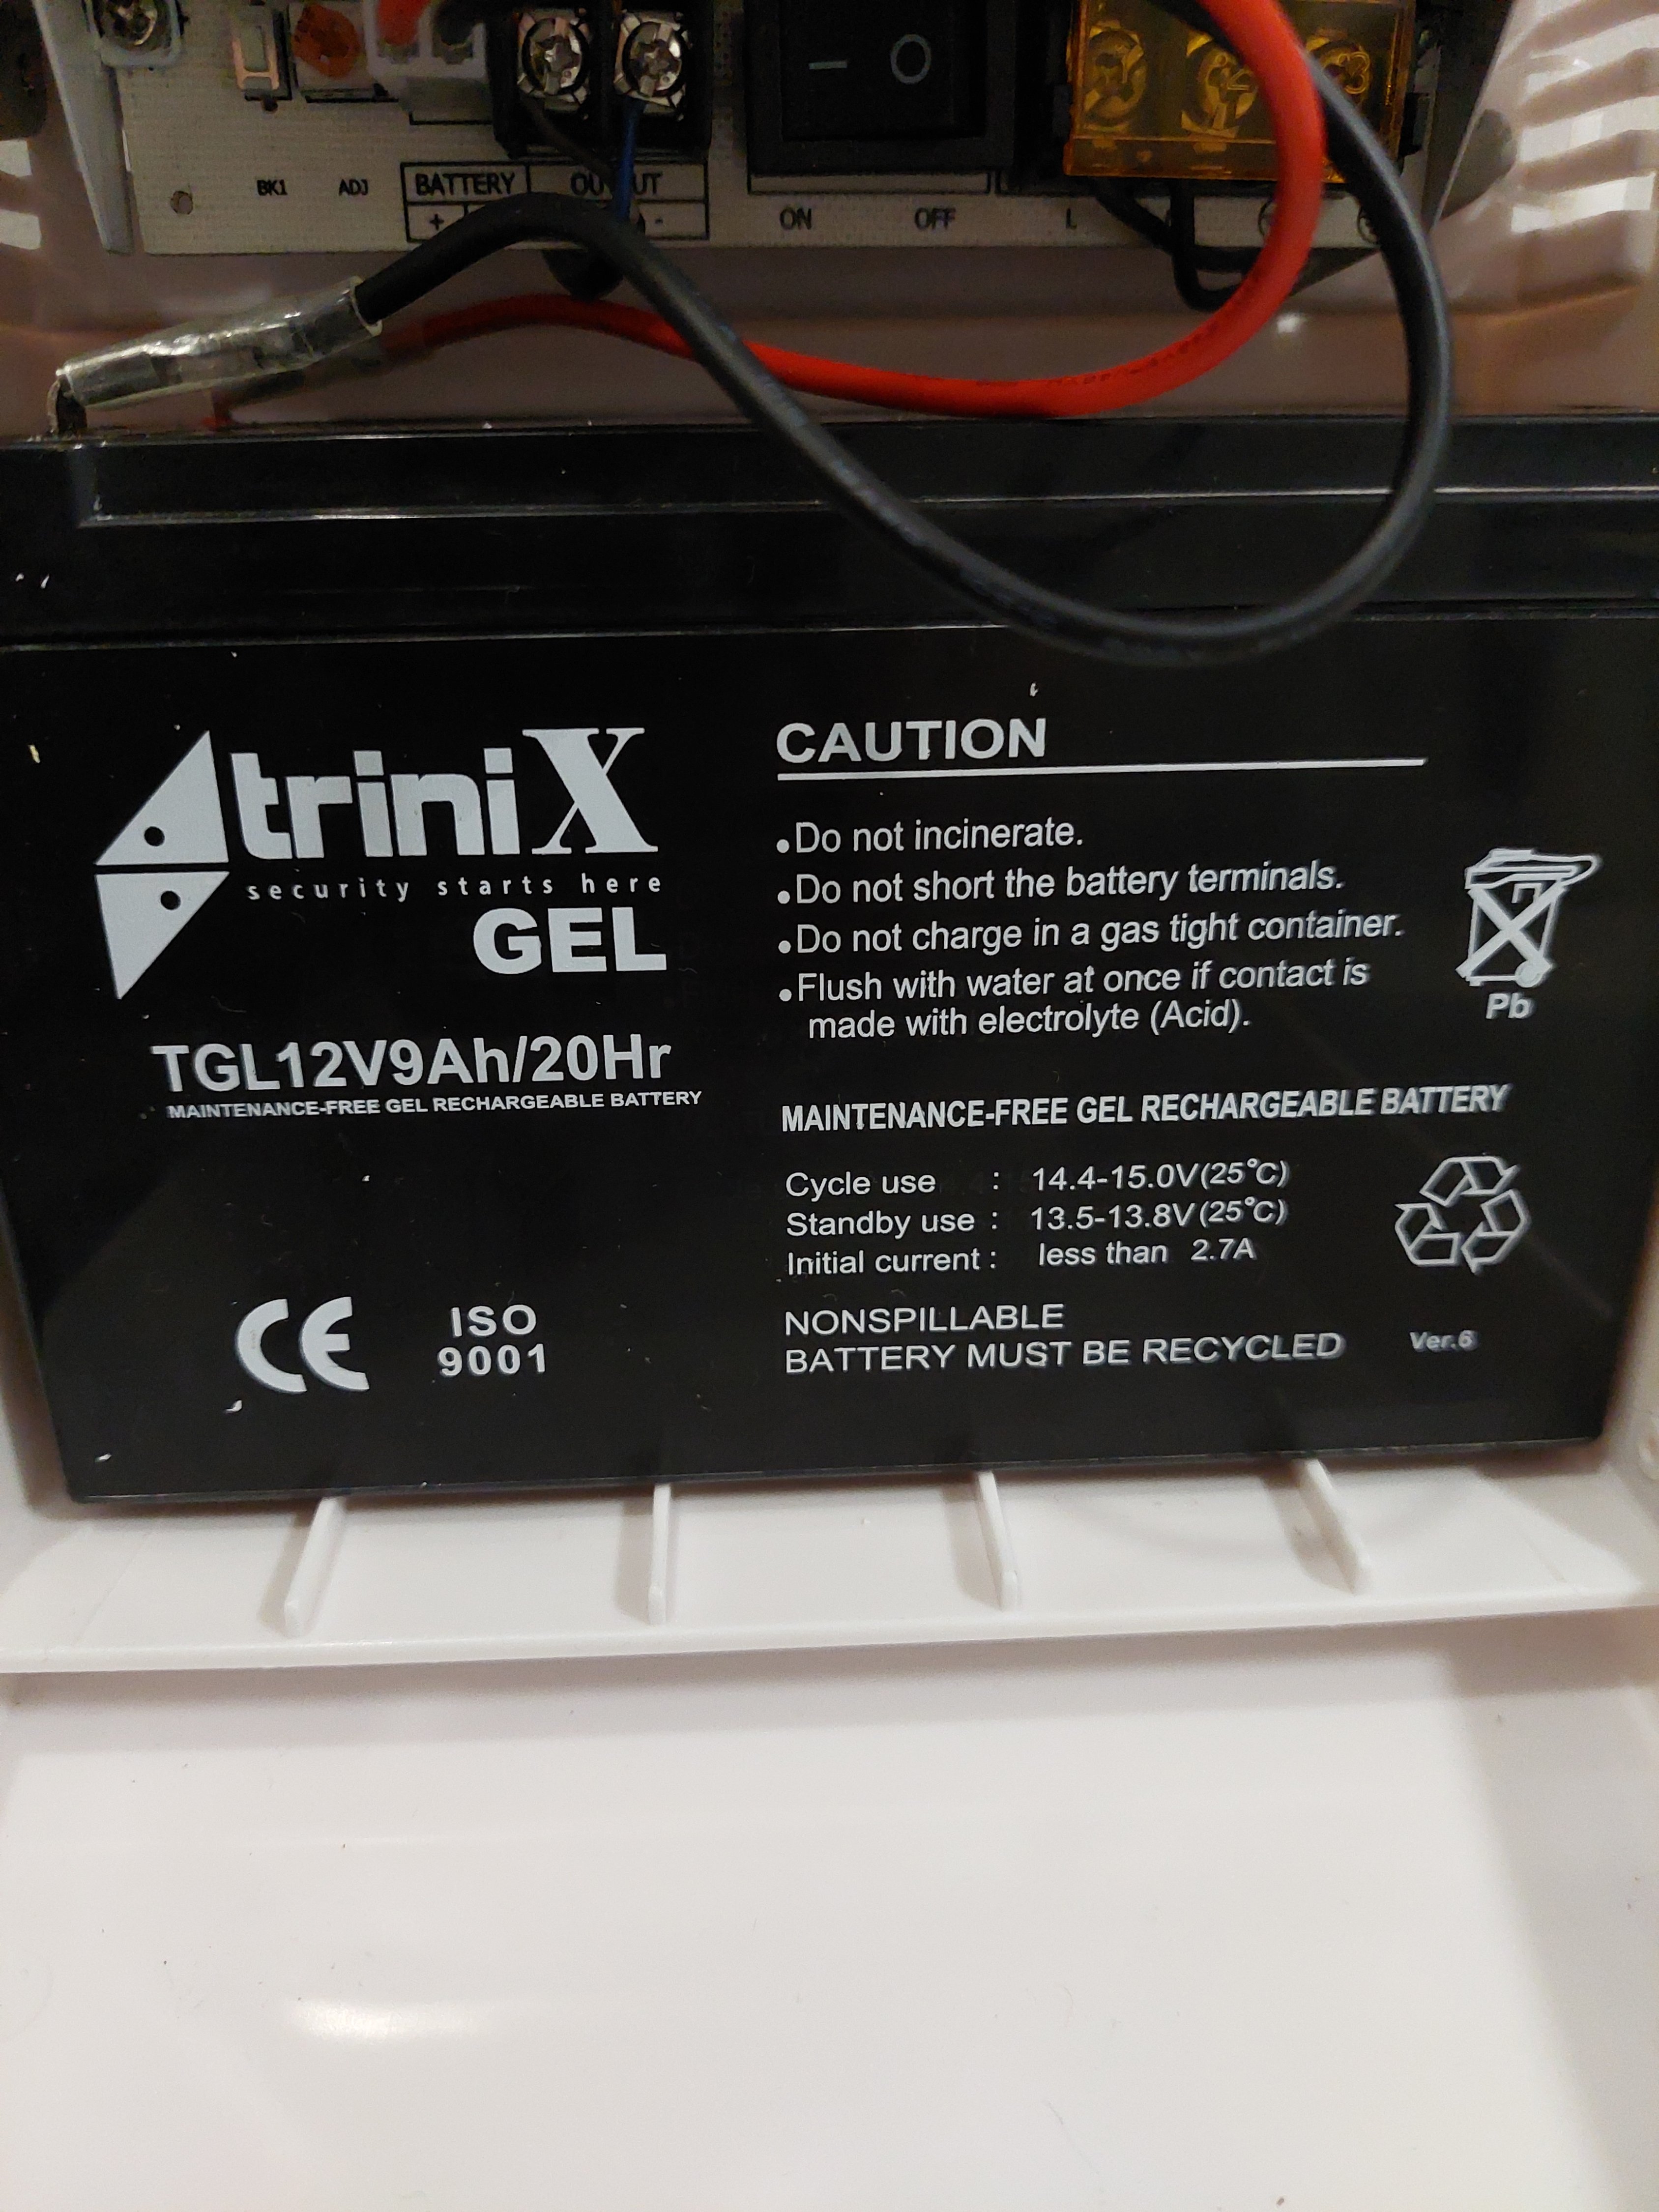 BK1 ADJ BATTERY OUTPUT
+ -
ON OFF L
triniX
security starts here
GEL
TGL12V9Ah/20Hr
MAINTENANCE-FREE GEL RECHARGEABLE BATTERY
CE ISO
9001
CAUTION
•Do not incinerate.
•Do not short the battery terminals.
•Do not charge in a gas tight container.
•Flush with water at once if contact is
made with electrolyte (Acid).
Pb
MAINTENANCE-FREE GEL RECHARGEABLE BATTERY
Cycle use : 14.4-15.0V(25°C)
Standby use : 13.5-13.8V(25°C)
Initial current : less than 2.7A
NONSPILLABLE
BATTERY MUST BE RECYCLED Ver.6